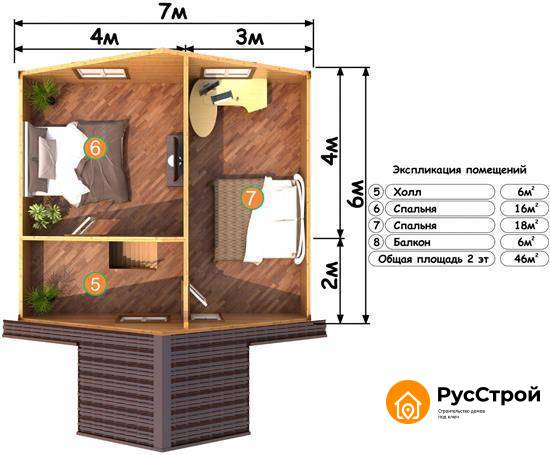 7м
4м 3м
4м
6м
2м
6
7
5
Экспликация помещений
5 Холл 6м²
6 Спальня 16м²
7 Спальня 18м²
8 Балкон 6м²
Общая площадь 2 эт 46м²
РусСтрой
Строительство домов
под ключ